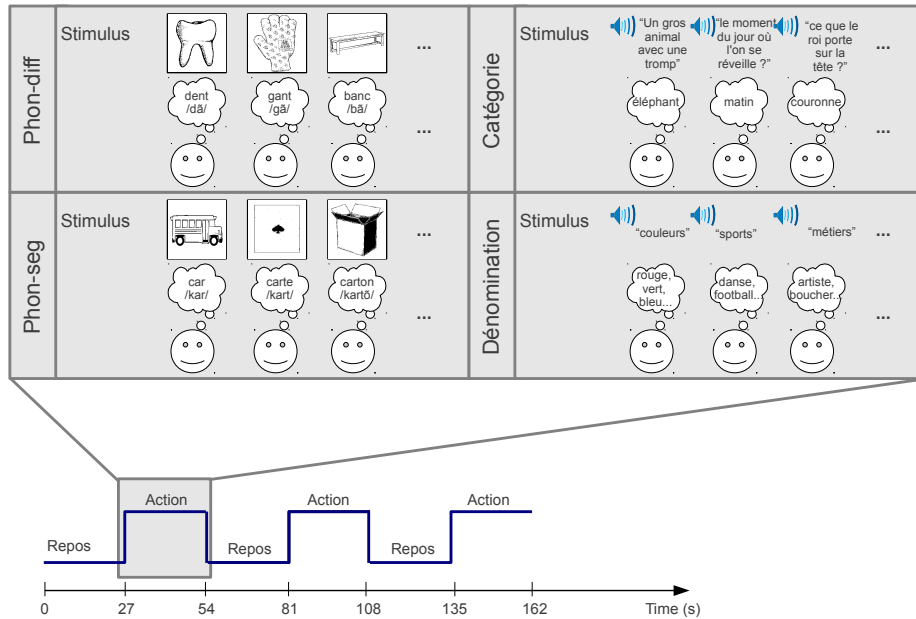 Phon-diff
Stimulus
...
dent
/dã/
gant
/gã/
banc
/bã/
...
Catégorie
Stimulus
“Un gros
animal
avec une
tromp”
“le moment
du jour où
l'on se
réveille ?”
“ce que le
roi porte
sur la
tête ?”
...
éléphant
matin
couronne
...
Phon-seg
Stimulus
...
car
/kar/
carte
/kart/
carton
/kartõ/
...
Dénomination
Stimulus
“couleurs”
“sports”
“métiers”
...
rouge,
vert,
bleu...
danse,
football...
artiste,
boucher...
...
Action
Action
Action
Repos
Repos
Repos
0 27 54 81 108 135 162 Time (s)